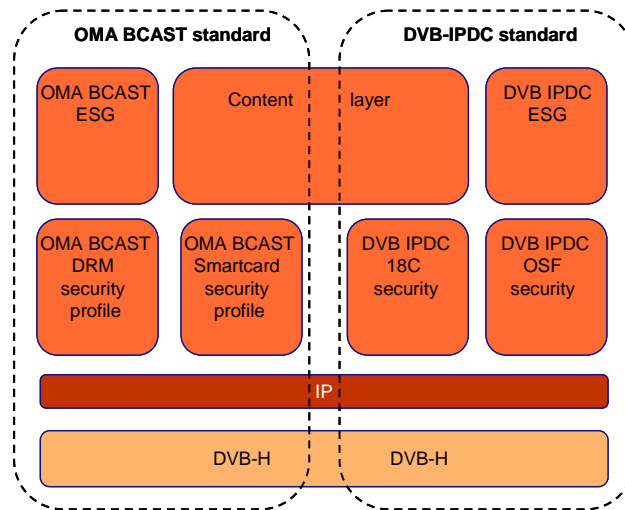 OMA BCAST standard
DVB-IPDC standard
OMA BCAST
ESG
Content layer
DVB IPDC
ESG
OMA BCAST
DRM
security
profile
OMA BCAST
Smartcard
security
profile
DVB IPDC
18C
security
DVB IPDC
OSF
security
IP
DVB-H
DVB-H